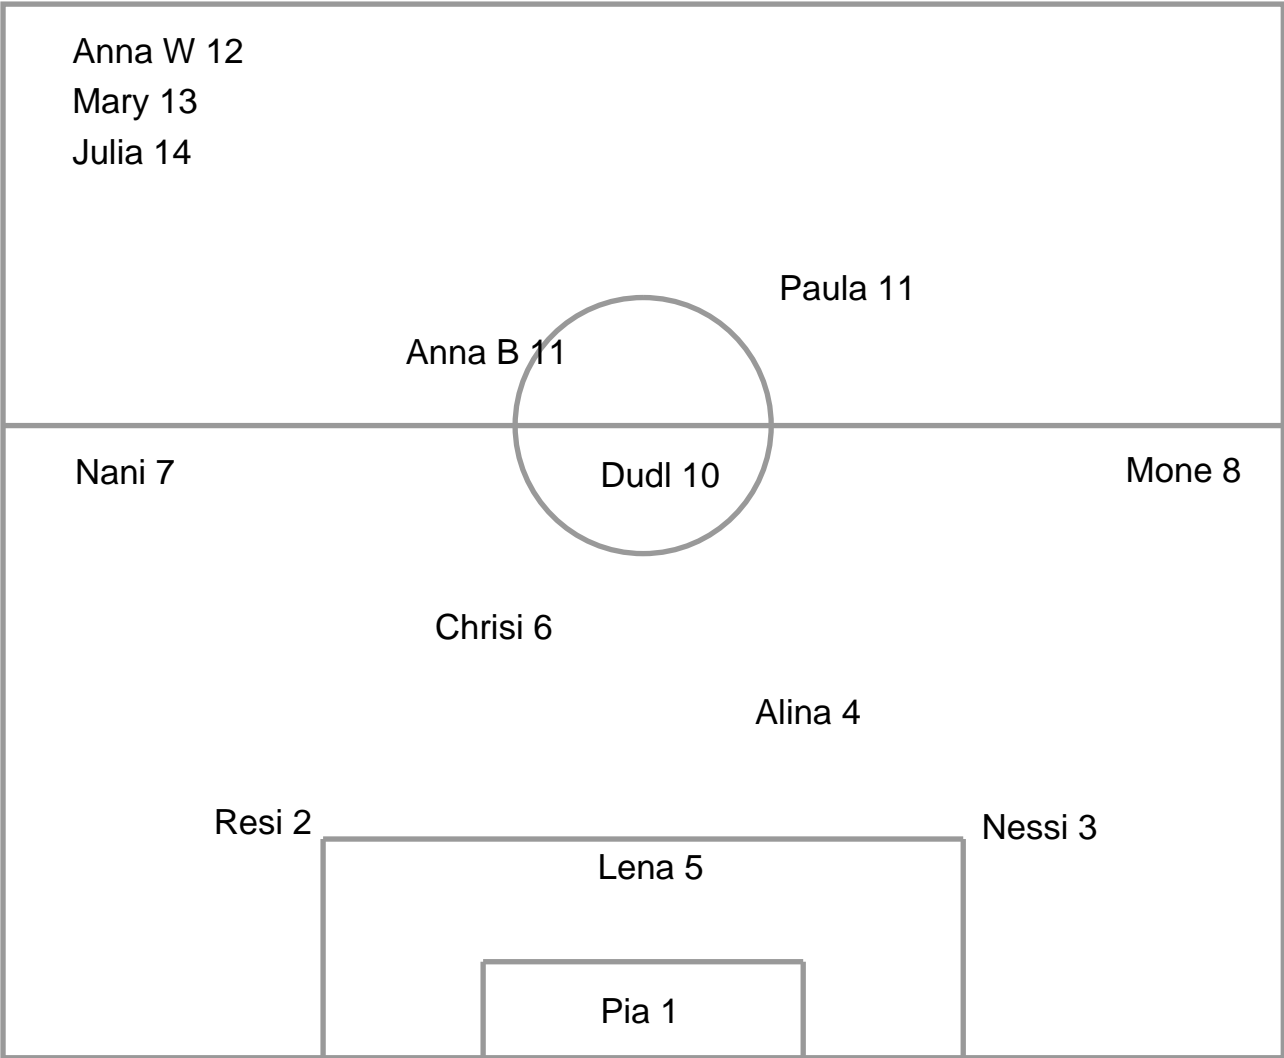 Anna W 12
Mary 13
Julia 14
Paula 11
Anna B 11
Nani 7
Dudl 10
Mone 8
Chrisi 6
Alina 4
Resi 2
Nessi 3
Lena 5
Pia 1